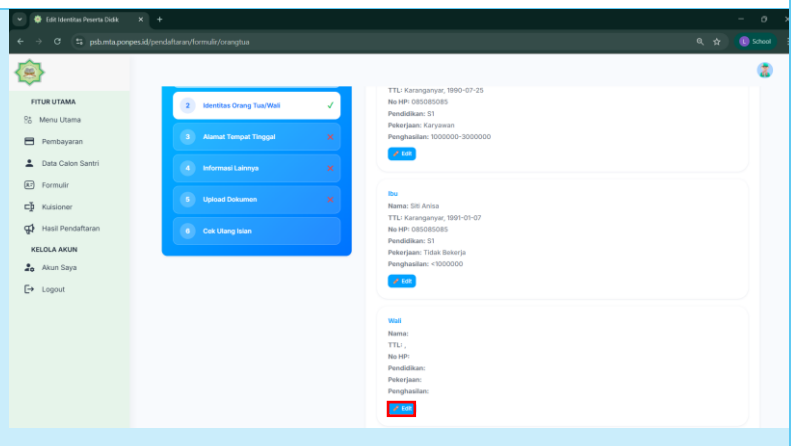 Edit Identitas Peserta Didik
psb.mta.ponpes.id/pendaftaran/formulir/orangtua
School
FITUR UTAMA
Menu Utama
Pembayaran
Data Calon Santri
Formulir
Kuisioner
Hasil Pendaftaran
KELOLA AKUN
Akun Saya
Logout
2 Identitas Orang Tua/Wali
3 Alamat Tempat Tinggal
4 Informasi Lainnya
5 Upload Dokumen
6 Cek Ulang Isian
TTL: Karanganyar, 1990-07-25
No HP: 085085085
Pendidikan: S1
Pekerjaan: Karyawan
Penghasilan: 1000000-3000000
Edit
Ibu
Nama: Siti Anisa
TTL: Karanganyar, 1991-01-07
No HP: 085085085
Pendidikan: S1
Pekerjaan: Tidak Bekerja
Penghasilan: <1000000
Edit
Wali
Nama:
TTL: ,
No HP:
Pendidikan:
Pekerjaan:
Penghasilan:
Edit